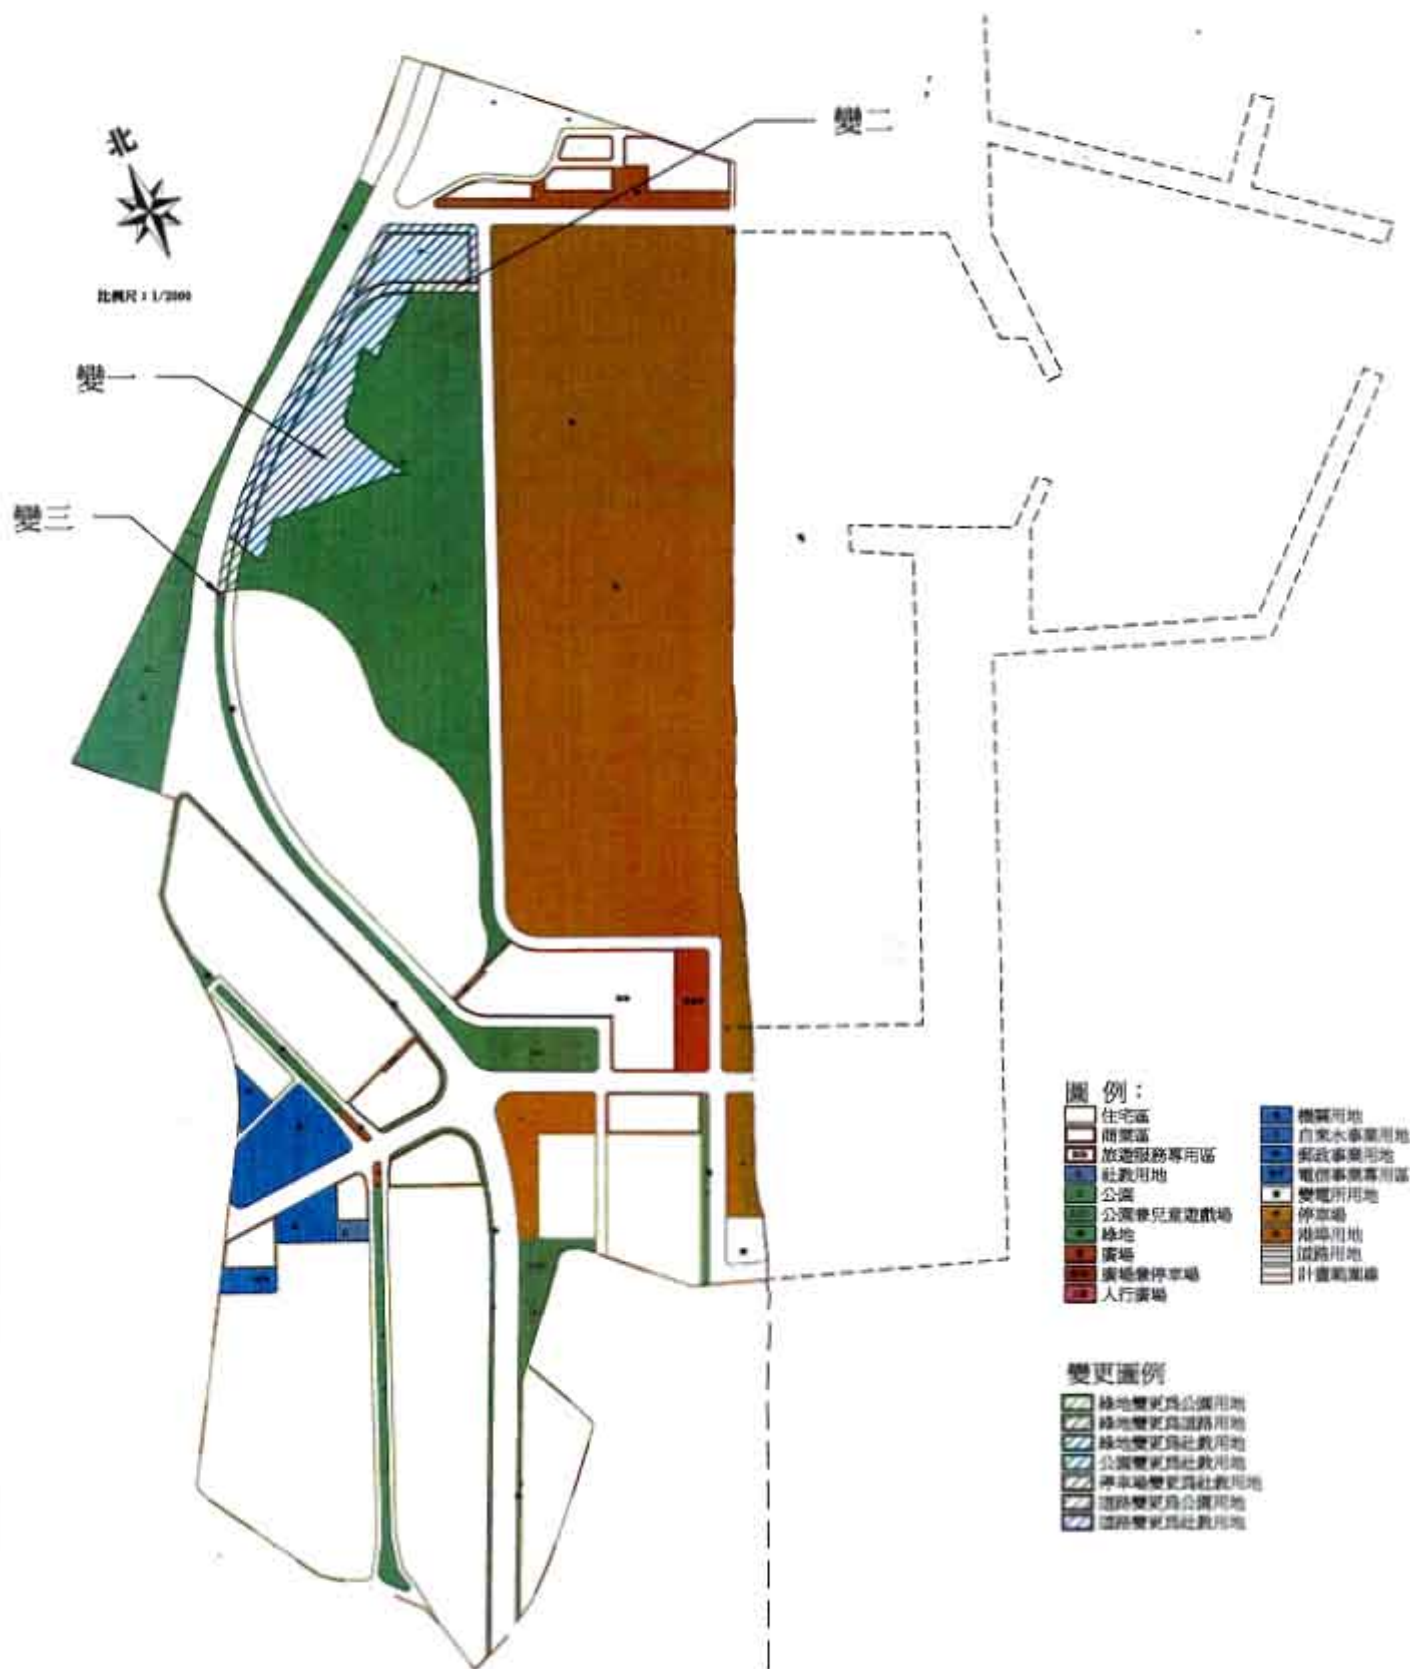 變二
北
比例尺：1/2000
變一
變三
圖 例：
住宅區
商業區
旅遊服務專用區
社教用地
公園
公園兼兒童遊戲場
綠地
廣場
廣場兼停車場
人行廣場
機關用地
自來水事業用地
郵政事業用地
電信事業專用區
變電所用地
停車場
港埠用地
道路用地
計畫範圍線
變更圖例
綠地變更為公園用地
綠地變更為道路用地
綠地變更為社教用地
公園變更為社教用地
停車場變更為社教用地
道路變更為公園用地
道路變更為社教用地